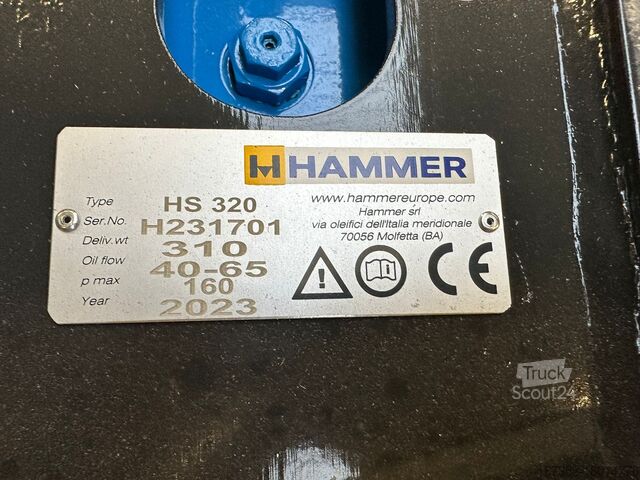 HAMMER
Type HS 320
Ser.No. H231701
Deliv.wt 310
Oil flow 40-65
p max 160
Year 2023
www.hammereurope.com
Hammer srl
via oleifici dell'Italia meridionale
70056 Molfetta (BA)
CE
Truck
Scout24